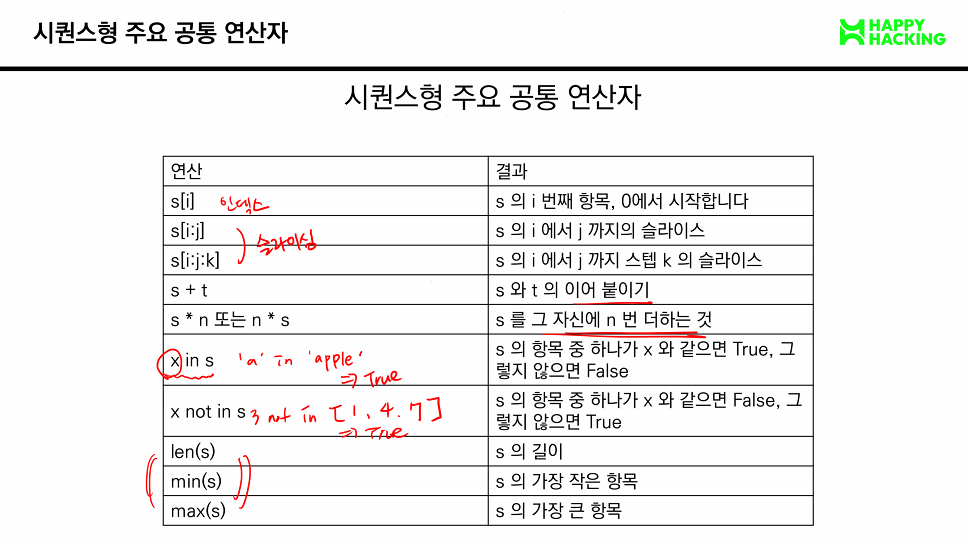 시퀀스형 주요 공통 연산자
HAPPY
HACKING
시퀀스형 주요 공통 연산자
연산 결과
s[i] 인덱스 s 의 i 번째 항목, 0에서 시작합니다
s[i:j] s 의 i 에서 j 까지의 슬라이스
슬라이싱
s[i:j:k] s 의 i 에서 j 까지 스텝 k 의 슬라이스
s + t s 와 t 의 이어 붙이기
s * n 또는 n * s s 를 그 자신에 n 번 더하는 것
x in s 'a' in 'apple' s 의 항목 중 하나가 x 와 같으면 True, 그
⇒ True 렇지 않으면 False
x not in s 3 not in [1, 4. 7] s 의 항목 중 하나가 x 와 같으면 False, 그
⇒ True 렇지 않으면 True
len(s) s 의 길이
min(s) s 의 가장 작은 항목
max(s) s 의 가장 큰 항목